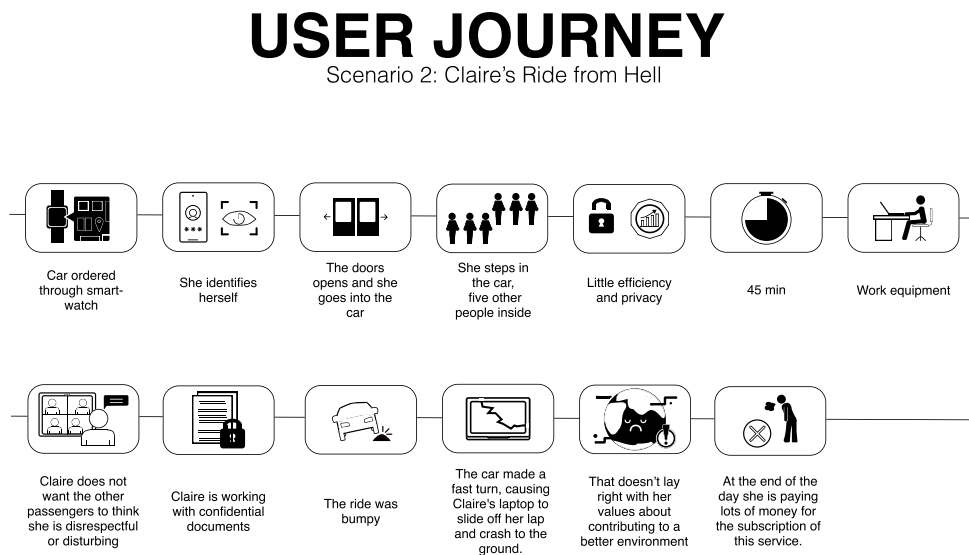 USER JOURNEY
Scenario 2: Claire's Ride from Hell
Car ordered
through smart-
watch
She identifies
herself
The doors
opens and she
goes into the
car
She steps in
the car,
five other
people inside
Little efficiency
and privacy
45 min
Work equipment
Claire does not
want the other
passengers to think
she is disrespectful
or disturbing
Claire is working
with confidential
documents
The ride was
bumpy
The car made a
fast turn, causing
Claire's laptop to
slide off her lap
and crash to the
ground.
That doesn't lay
right with her
values about
contributing to a
better environment
At the end of the
day she is paying
lots of money for
the subscription of
this service.